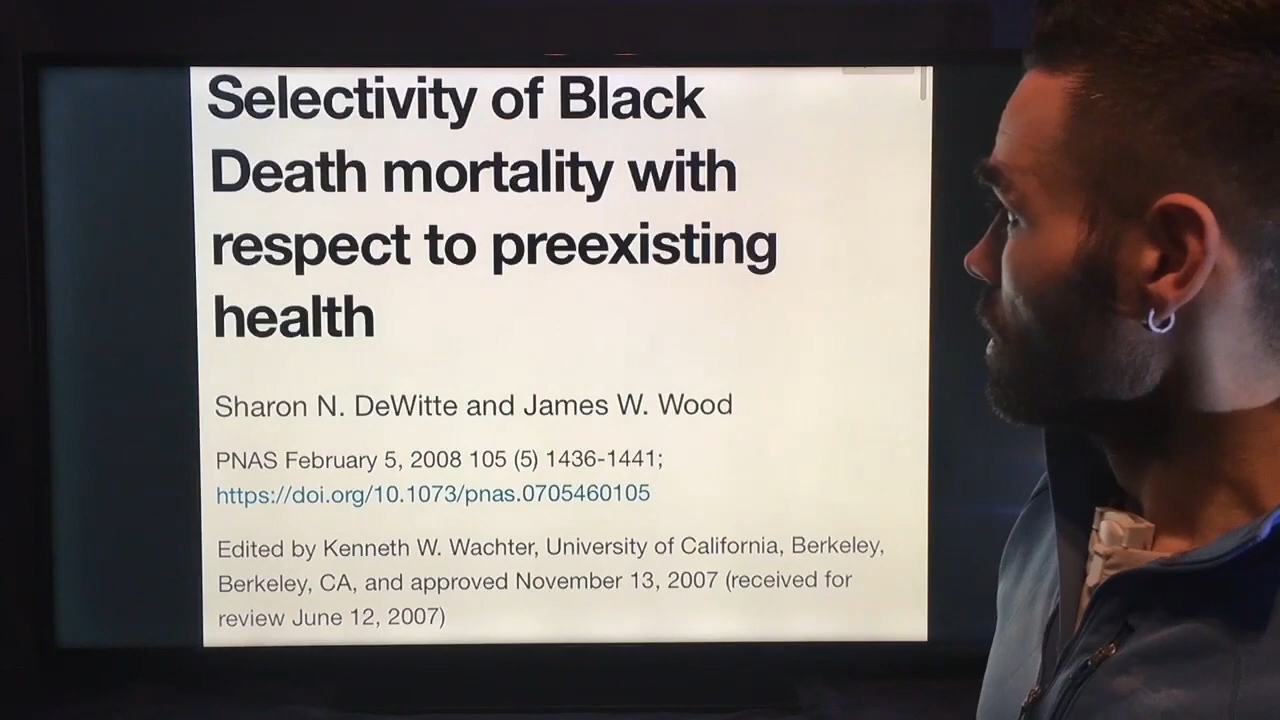 Selectivity of Black
Death mortality with
respect to preexisting
health
Sharon N. DeWitte and James W. Wood
PNAS February 5, 2008 105 (5) 1436-1441;
https://doi.org/10.1073/pnas.0705460105
Edited by Kenneth W. Wachter, University of California, Berkeley,
Berkeley, CA, and approved November 13, 2007 (received for
review June 12, 2007)